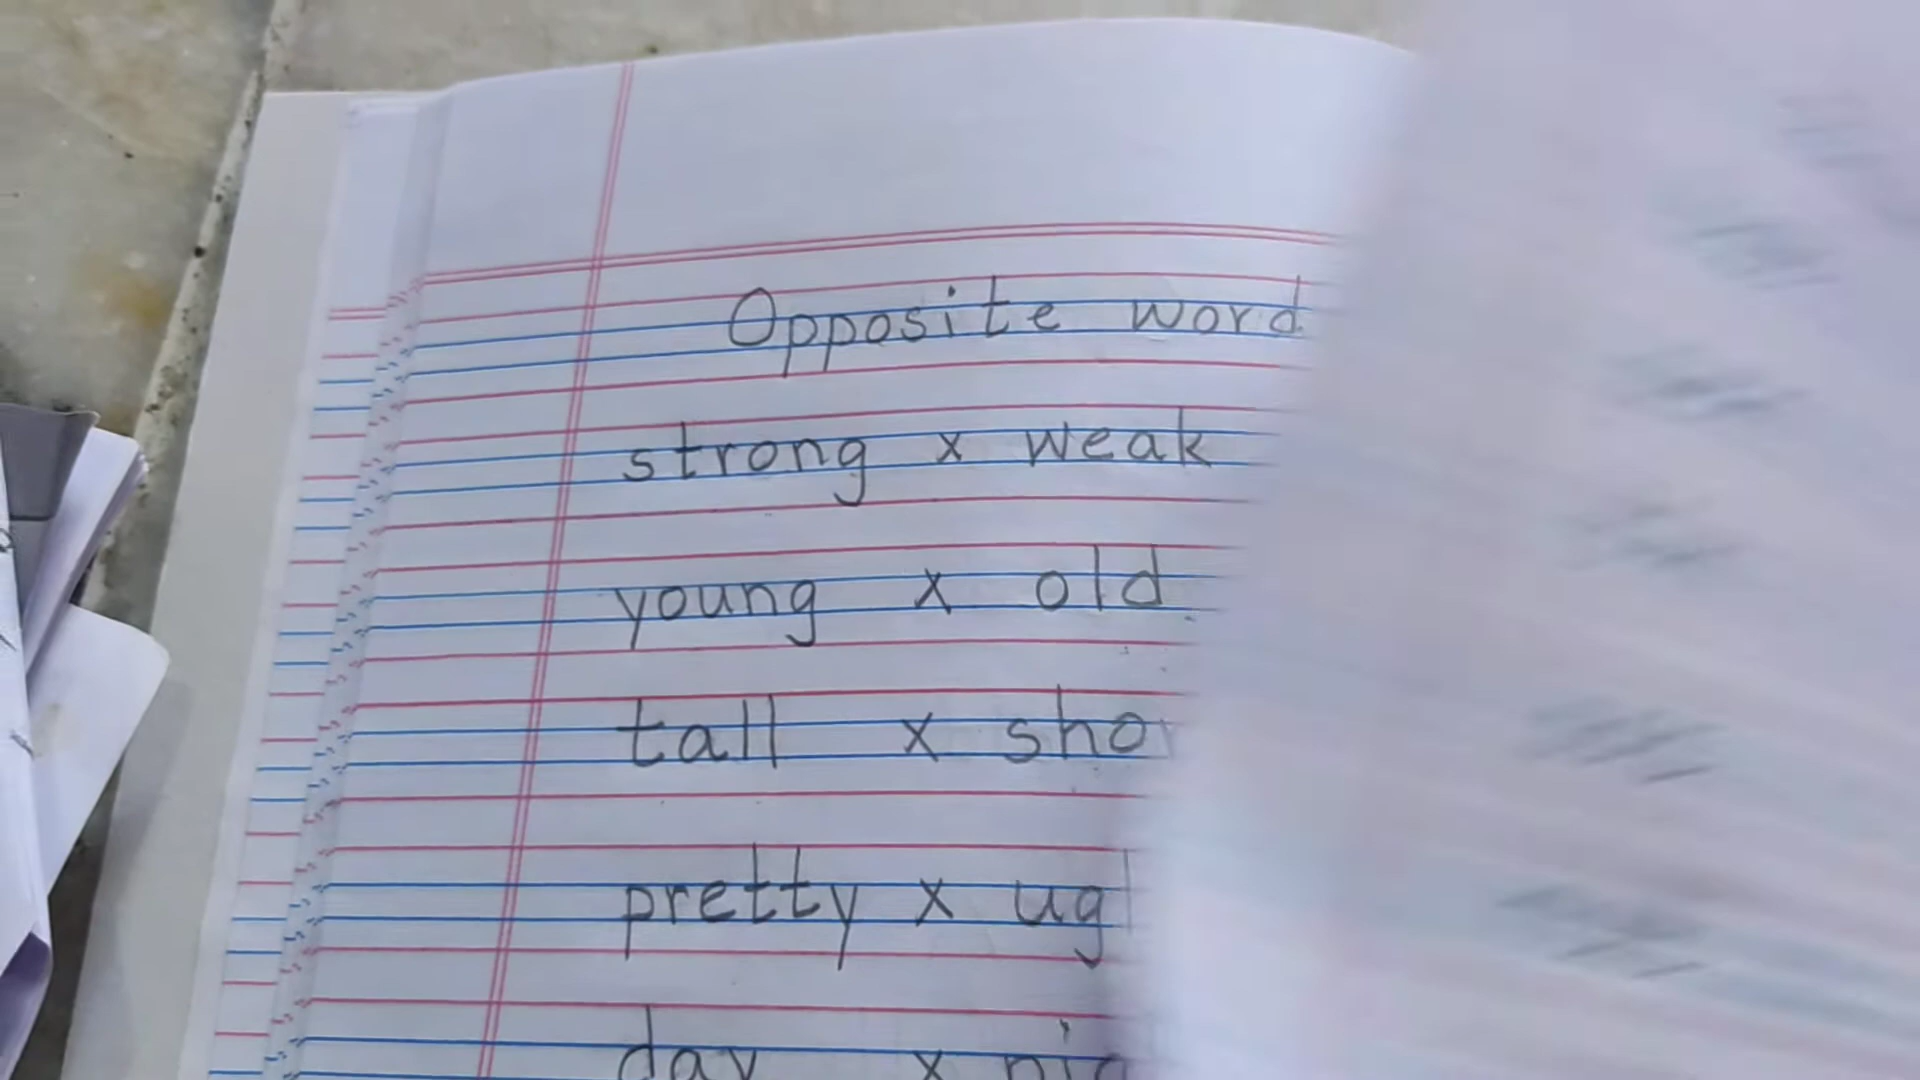 Opposite word
strong x weak
young x old
tall x
pretty x
day x